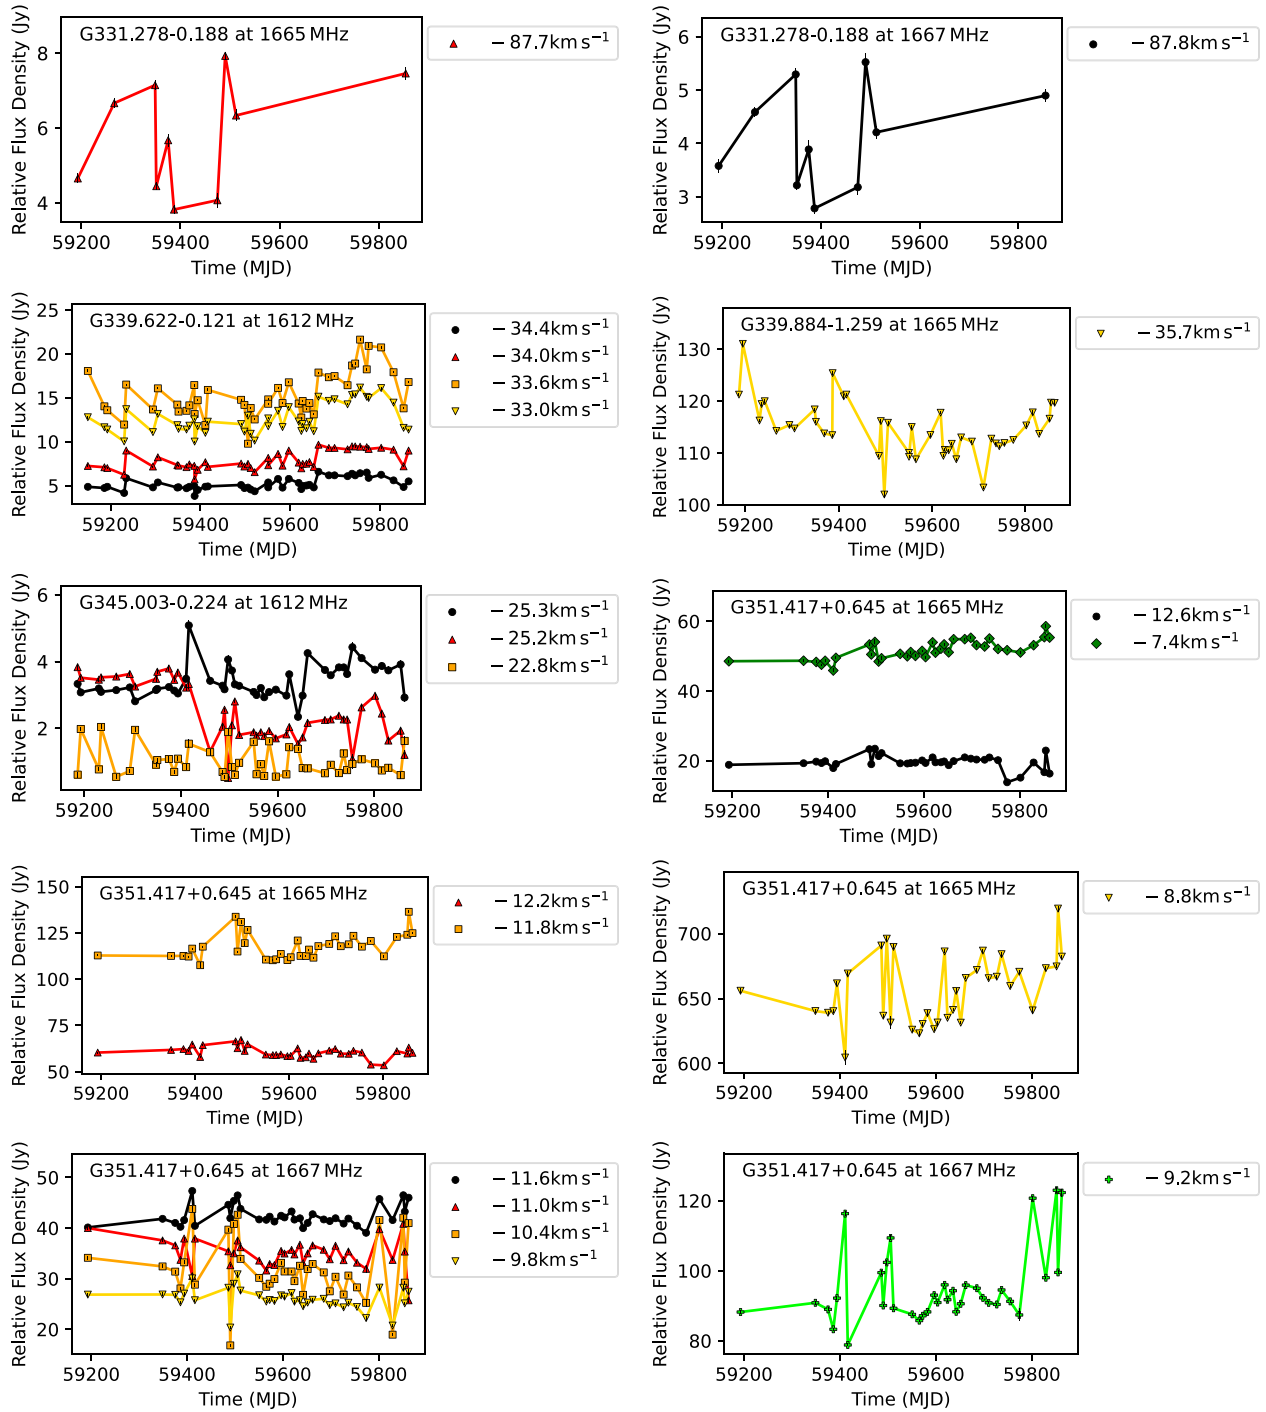 G331.278-0.188 at 1665 MHz
− 87.7km s⁻¹
Relative Flux Density (Jy)
8
6
4
59200 59400 59600 59800
Time (MJD)
G331.278-0.188 at 1667 MHz
− 87.8km s⁻¹
Relative Flux Density (Jy)
6
5
4
3
59200 59400 59600 59800
Time (MJD)
G339.622-0.121 at 1612 MHz
− 34.4km s⁻¹
− 34.0km s⁻¹
− 33.6km s⁻¹
− 33.0km s⁻¹
Relative Flux Density (Jy)
25
20
15
10
5
59200 59400 59600 59800
Time (MJD)
G339.884-1.259 at 1665 MHz
− 35.7km s⁻¹
Relative Flux Density (Jy)
130
120
110
100
59200 59400 59600 59800
Time (MJD)
G345.003-0.224 at 1612 MHz
− 25.3km s⁻¹
− 25.2km s⁻¹
− 22.8km s⁻¹
Relative Flux Density (Jy)
6
4
2
59200 59400 59600 59800
Time (MJD)
G351.417+0.645 at 1665 MHz
− 12.6km s⁻¹
− 7.4km s⁻¹
Relative Flux Density (Jy)
60
40
20
59200 59400 59600 59800
Time (MJD)
G351.417+0.645 at 1665 MHz
− 12.2km s⁻¹
− 11.8km s⁻¹
Relative Flux Density (Jy)
150
125
100
75
50
59200 59400 59600 59800
Time (MJD)
G351.417+0.645 at 1665 MHz
− 8.8km s⁻¹
Relative Flux Density (Jy)
700
650
600
59200 59400 59600 59800
Time (MJD)
G351.417+0.645 at 1667 MHz
− 11.6km s⁻¹
− 11.0km s⁻¹
− 10.4km s⁻¹
− 9.8km s⁻¹
Relative Flux Density (Jy)
50
40
30
20
59200 59400 59600 59800
Time (MJD)
G351.417+0.645 at 1667 MHz
− 9.2km s⁻¹
Relative Flux Density (Jy)
120
100
80
59200 59400 59600 59800
Time (MJD)